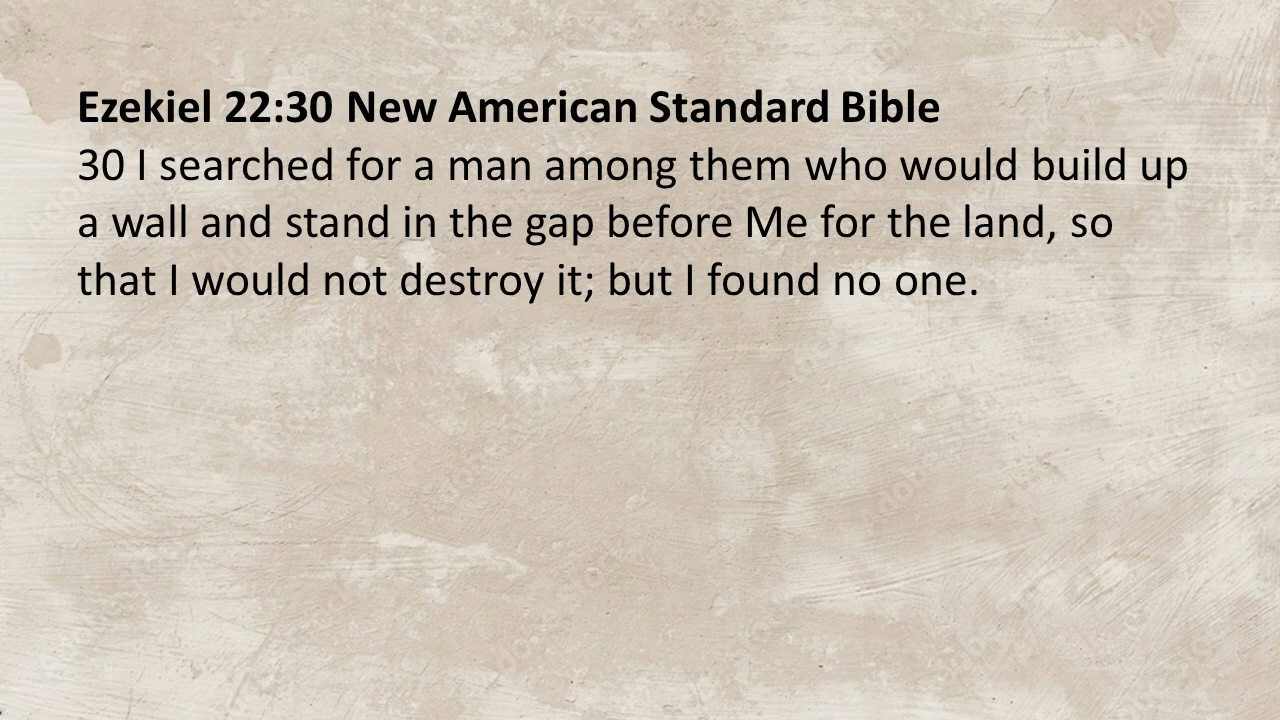 Ezekiel 22:30 New American Standard Bible
30 I searched for a man among them who would build up
a wall and stand in the gap before Me for the land, so
that I would not destroy it; but I found no one.